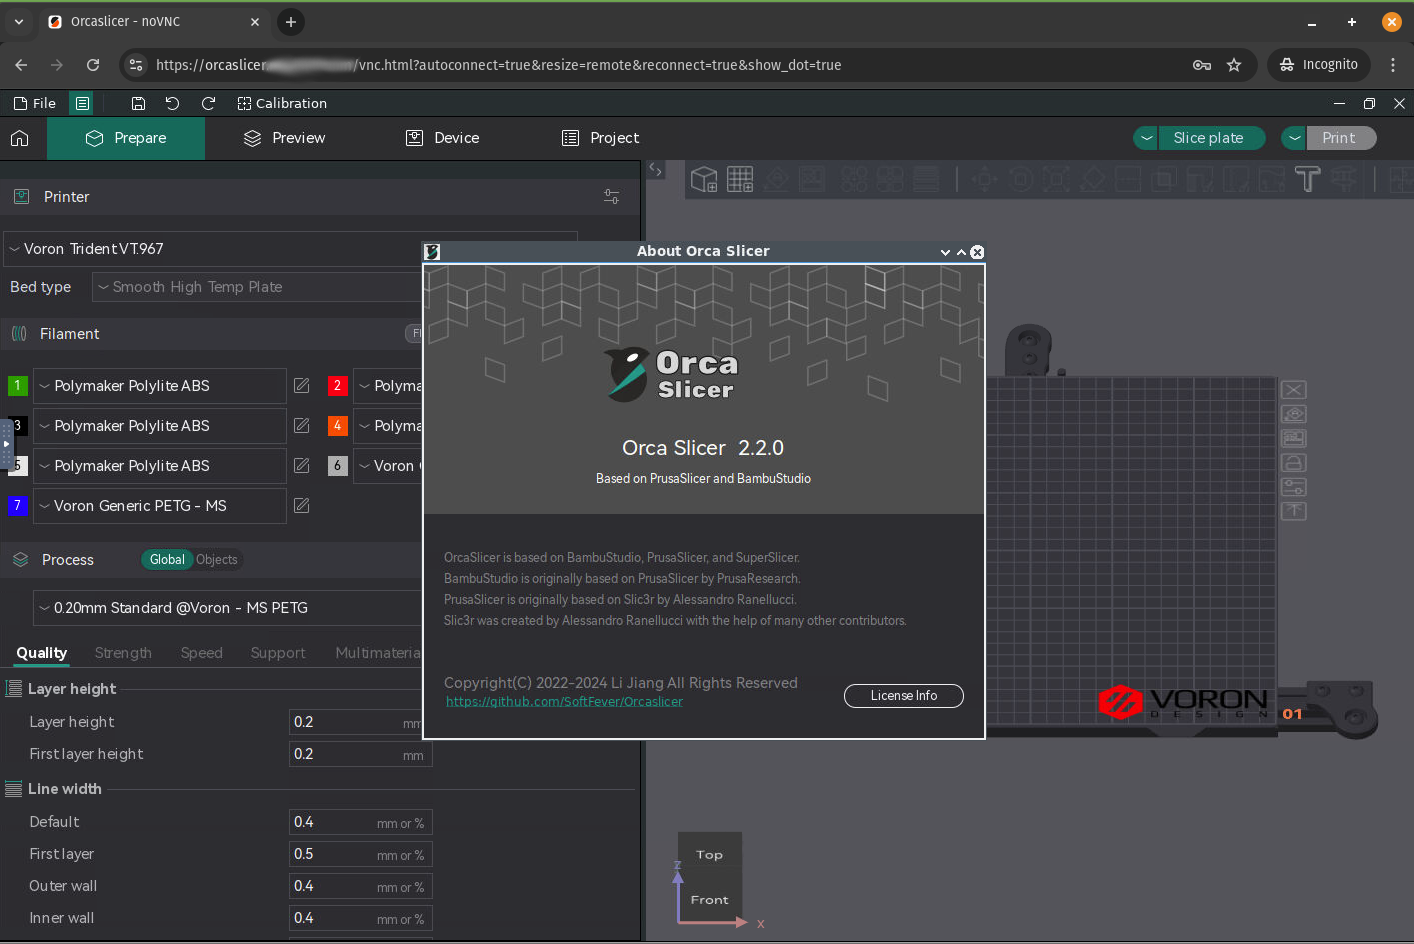 Orcaslicer - noVNC
https://orcaslicer /vnc.html?autoconnect=true&resize=remote&reconnect=true&show_dot=true
Incognito
File
Calibration
Prepare
Preview
Device
Project
Slice plate
Print
Printer
Voron Trident VT.967
Bed type
Smooth High Temp Plate
Filament
1 Polymaker Polylite ABS
2 Polyma
3 Polymaker Polylite ABS
4 Polyma
5 Polymaker Polylite ABS
6 Voron
7 Voron Generic PETG - MS
Process
Global
Objects
0.20mm Standard @Voron - MS PETG
Quality
Strength
Speed
Support
Multimateria
Layer height
Layer height 0.2 mm
First layer height 0.2 mm
Line width
Default 0.4 mm or %
First layer 0.5 mm or %
Outer wall 0.4 mm or %
Inner wall 0.4 mm or %
About Orca Slicer
Orca
Slicer
Orca Slicer 2.2.0
Based on PrusaSlicer and BambuStudio
OrcaSlicer is based on BambuStudio, PrusaSlicer, and SuperSlicer.
BambuStudio is originally based on PrusaSlicer by PrusaResearch.
PrusaSlicer is originally based on Slic3r by Alessandro Ranellucci.
Slic3r was created by Alessandro Ranellucci with the help of many other contributors.
Copyright(C) 2022-2024 Li Jiang All Rights Reserved
https://github.com/SoftFever/Orcaslicer
License Info
VORON
DESIGN
01
Top
Front
Z
X